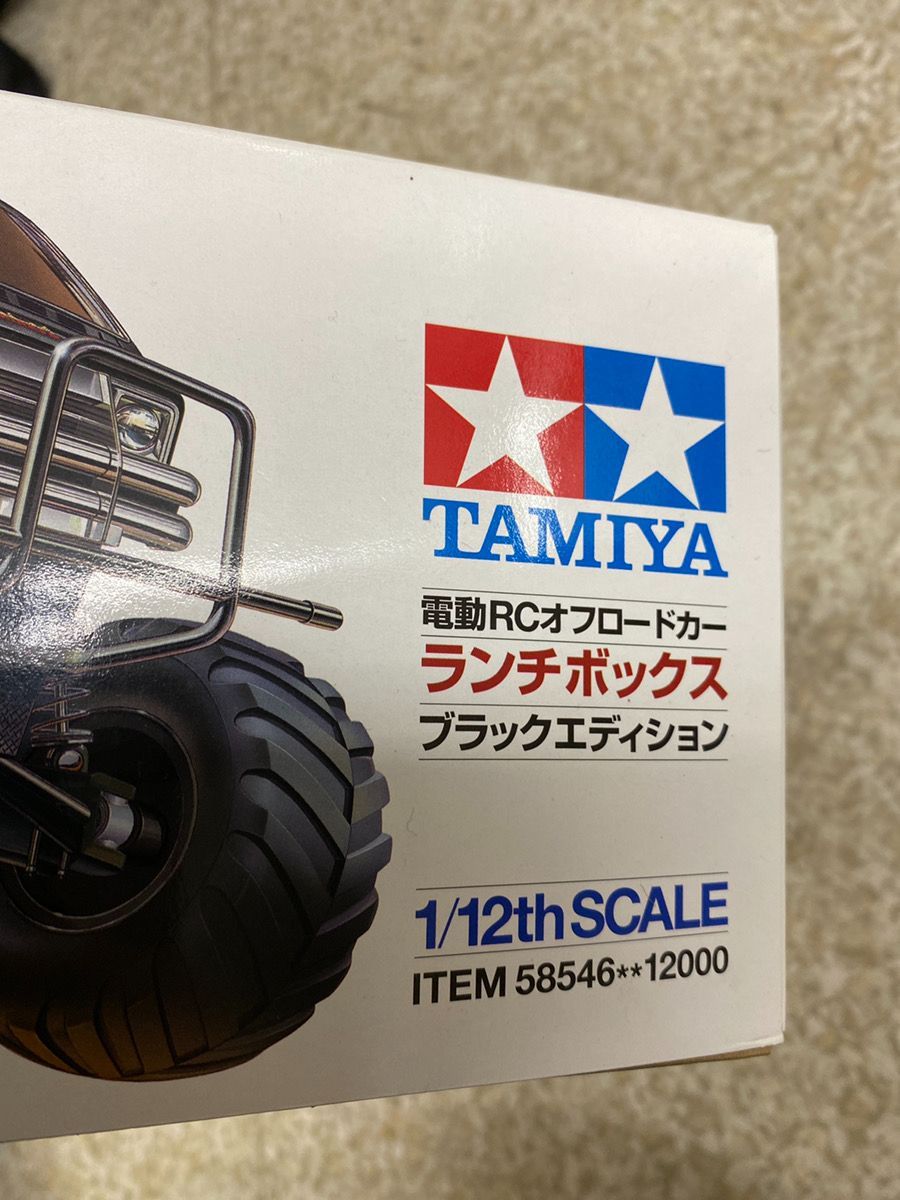 TAMIYA
電動RCオフロードカー
ランチボックス
ブラックエディション
1/12th SCALE
ITEM 58546**12000